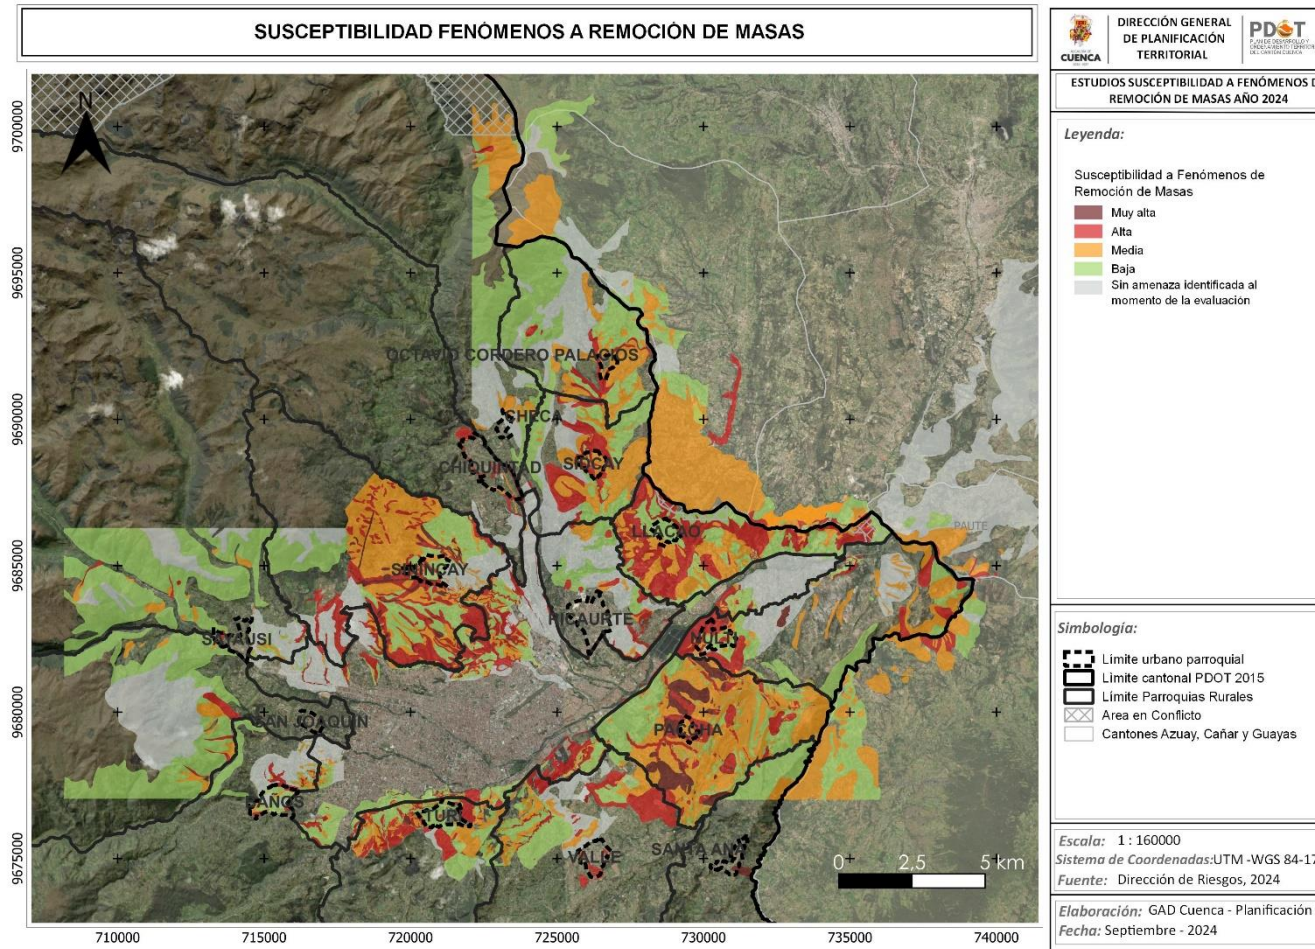 SUSCEPTIBILIDAD FENÓMENOS A REMOCIÓN DE MASAS
CUENCA
DIRECCIÓN GENERAL
DE PLANIFICACIÓN
TERRITORIAL
PDOT
ESTUDIOS SUSCEPTIBILIDAD A FENÓMENOS D
REMOCIÓN DE MASAS AÑO 2024
Leyenda:
Susceptibilidad a Fenómenos de
Remoción de Masas
Muy alta
Alta
Media
Baja
Sin amenaza identificada al
momento de la evaluación
Simbología:
Límite urbano parroquial
Límite cantonal PDOT 2015
Límite Parroquias Rurales
Area en Conflicto
Cantones Azuay, Cañar y Guayas
Escala: 1 : 160000
Sistema de Coordenadas:UTM -WGS 84-17
Fuente: Dirección de Riesgos, 2024
Elaboración: GAD Cuenca - Planificación
Fecha: Septiembre - 2024
N
OCTAVIO CORDERO PALACIOS
CHECA
CHIQUINTAD
SIDCAY
LLACAO
PAUTE
SININCAY
RICAURTE
SAYAUSI
NULTI
SAN JOAQUIN
PACCHA
BAÑOS
TURI
VALLE
SANTA ANA
0 2,5 5 km
9700000
9695000
9690000
9685000
9680000
9675000
710000 715000 720000 725000 730000 735000 740000